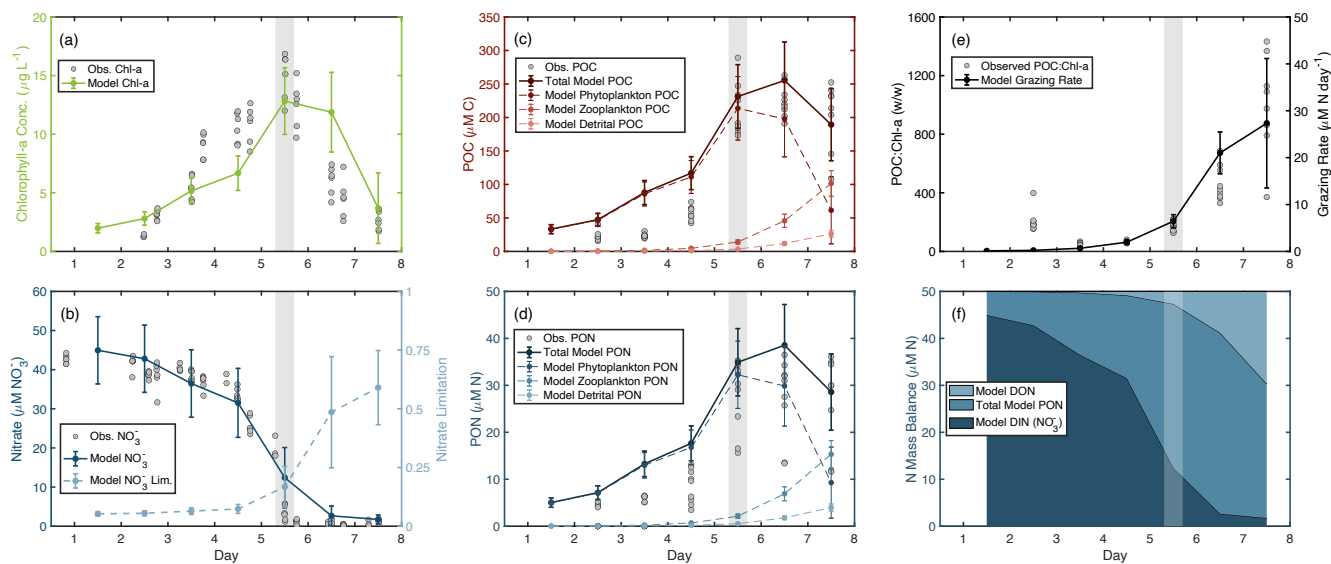 (a)
Obs. Chl-a
Model Chl-a
Chlorophyll-a Conc. (μg L⁻¹)
20
15
10
5
0
1 2 3 4 5 6 7 8
(c)
Obs. POC
Total Model POC
Model Phytoplankton POC
Model Zooplankton POC
Model Detrital POC
POC (μM C)
350
300
250
200
150
100
50
0
1 2 3 4 5 6 7 8
(e)
Observed POC:Chl-a
Model Grazing Rate
POC:Chl-a (w/w)
1600
1200
800
400
0
Grazing Rate (μM N day⁻¹)
50
40
30
20
10
0
1 2 3 4 5 6 7 8
(b)
Obs. NO₃⁻
Model NO₃⁻
Model NO₃⁻ Lim.
Nitrate (μM NO₃⁻)
60
50
40
30
20
10
0
Nitrate Limitation
1
0.75
0.5
0.25
0
1 2 3 4 5 6 7 8
Day
(d)
Obs. PON
Total Model PON
Model Phytoplankton PON
Model Zooplankton PON
Model Detrital PON
PON (μM N)
50
40
30
20
10
0
1 2 3 4 5 6 7 8
Day
(f)
Model DON
Total Model PON
Model DIN (NO₃⁻)
N Mass Balance (μM N)
50
40
30
20
10
0
1 2 3 4 5 6 7 8
Day